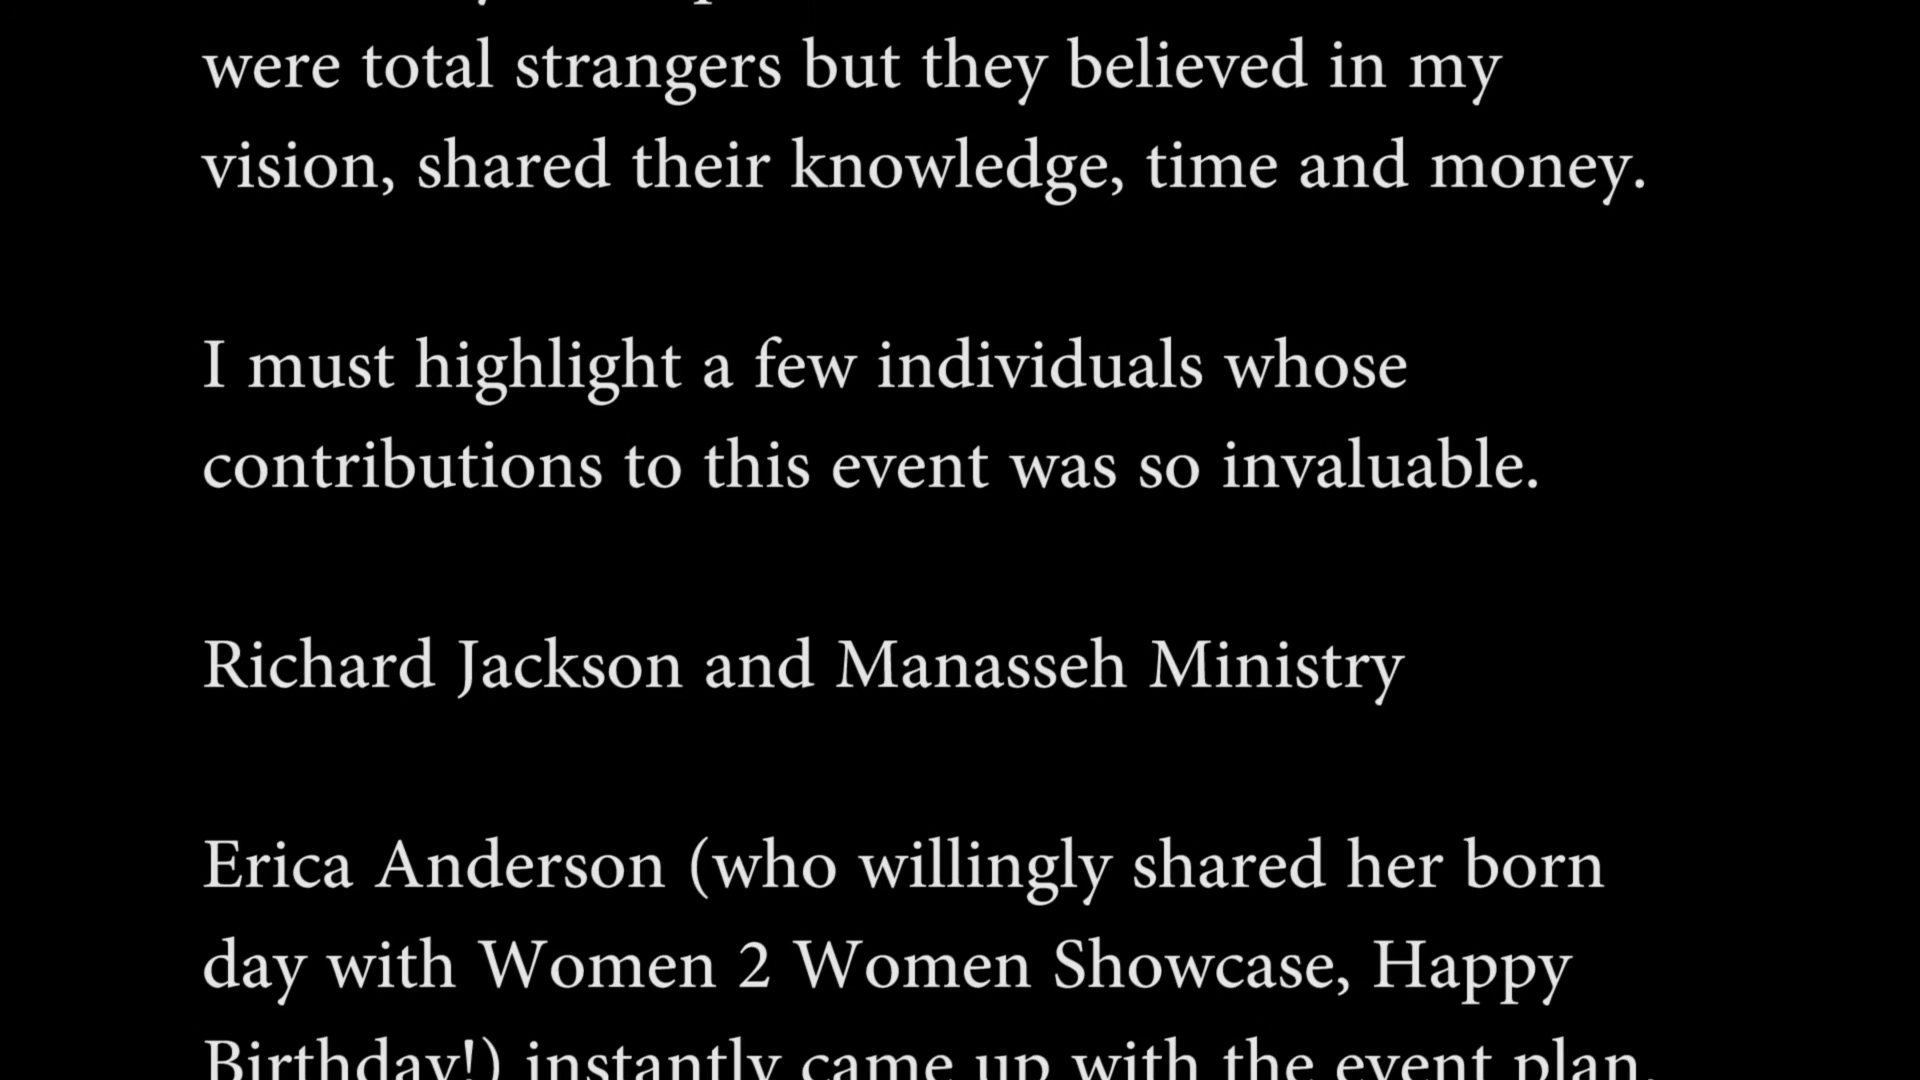 were total strangers but they believed in my
vision, shared their knowledge, time and money.
I must highlight a few individuals whose
contributions to this event was so invaluable.
Richard Jackson and Manasseh Ministry
Erica Anderson (who willingly shared her born
day with Women 2 Women Showcase, Happy
Birthday!) instantly came up with the event plan.